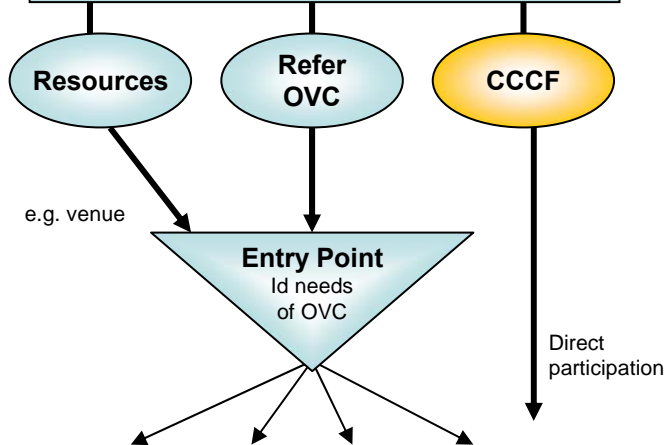 Resources
Refer
OVC
CCCF
e.g. venue
Entry Point
Id needs
of OVC
Direct
participation